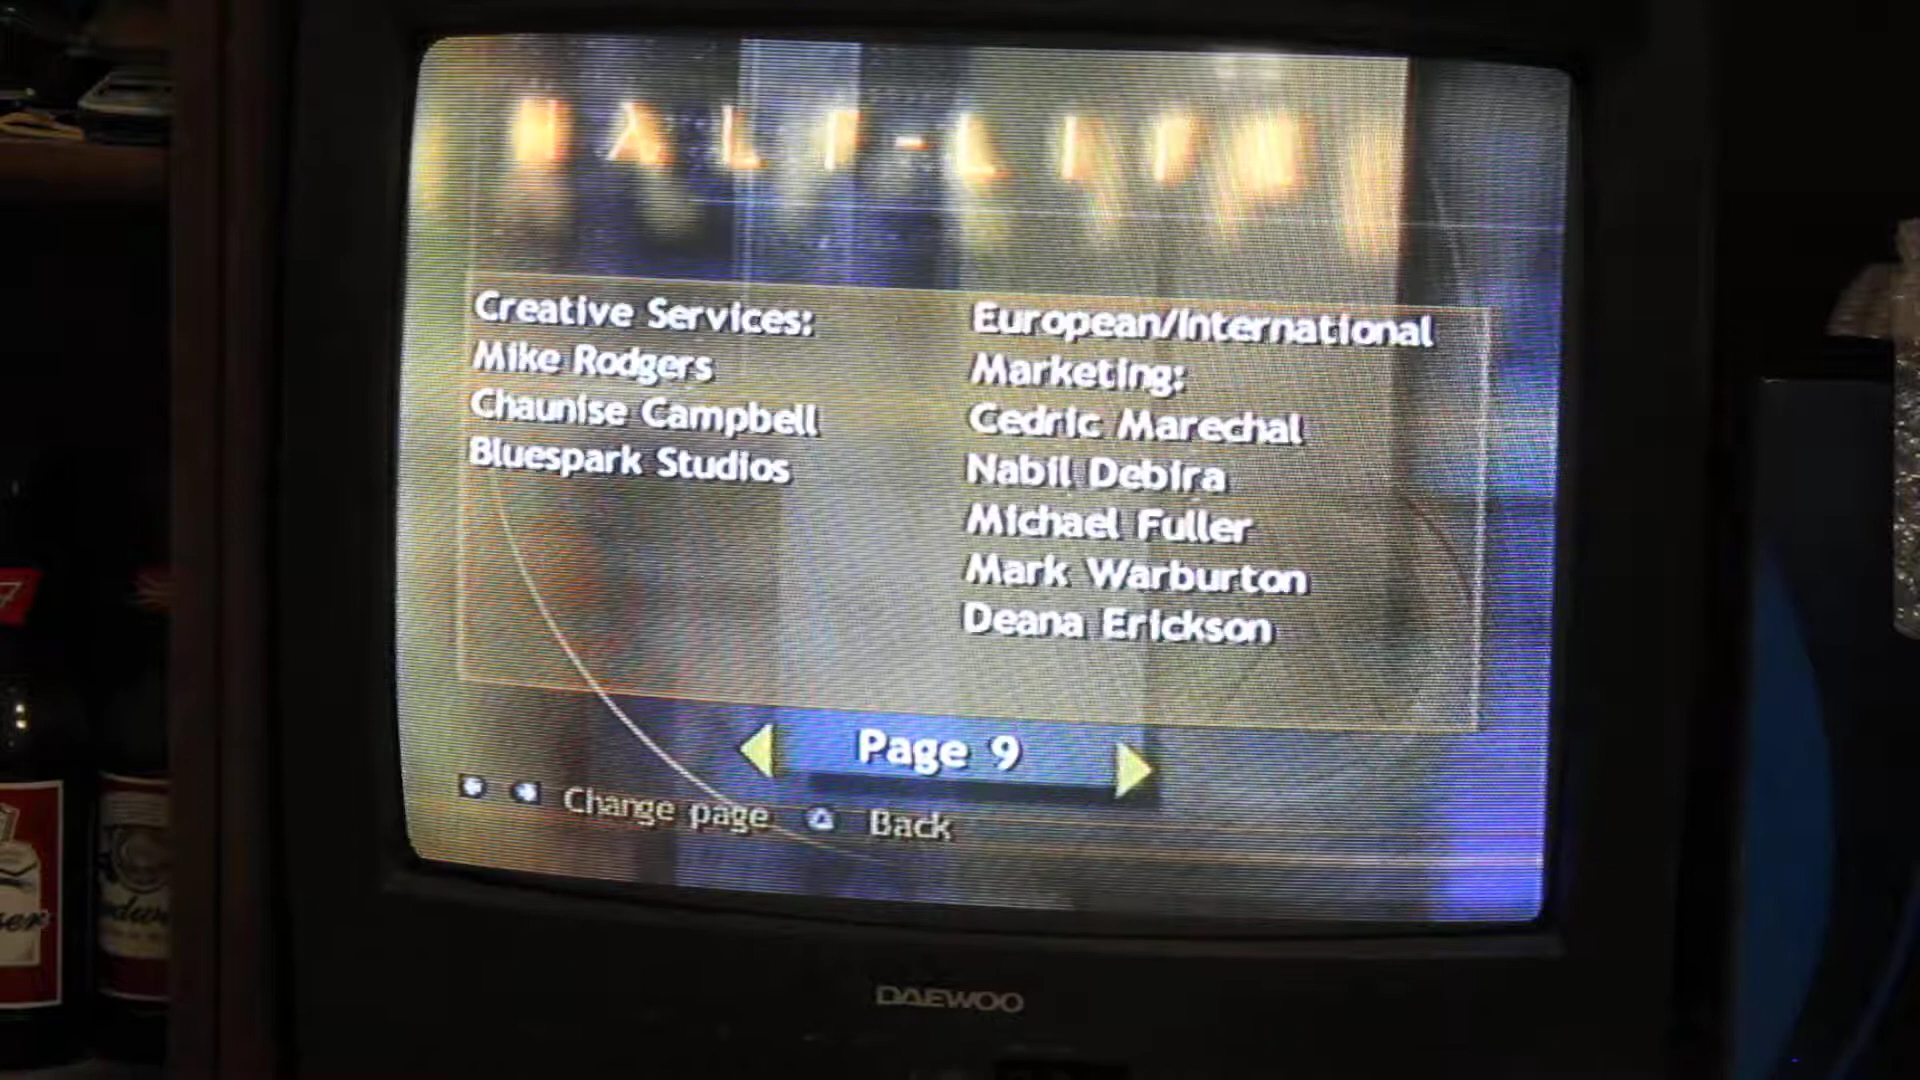 HALF-LIFE
Creative Services:
Mike Rodgers
Chaunise Campbell
Bluespark Studios
European/International
Marketing:
Cedric Marechal
Nabil Debira
Michael Fuller
Mark Warburton
Deana Erickson
Page 9
Change page
Back
DAEWOO